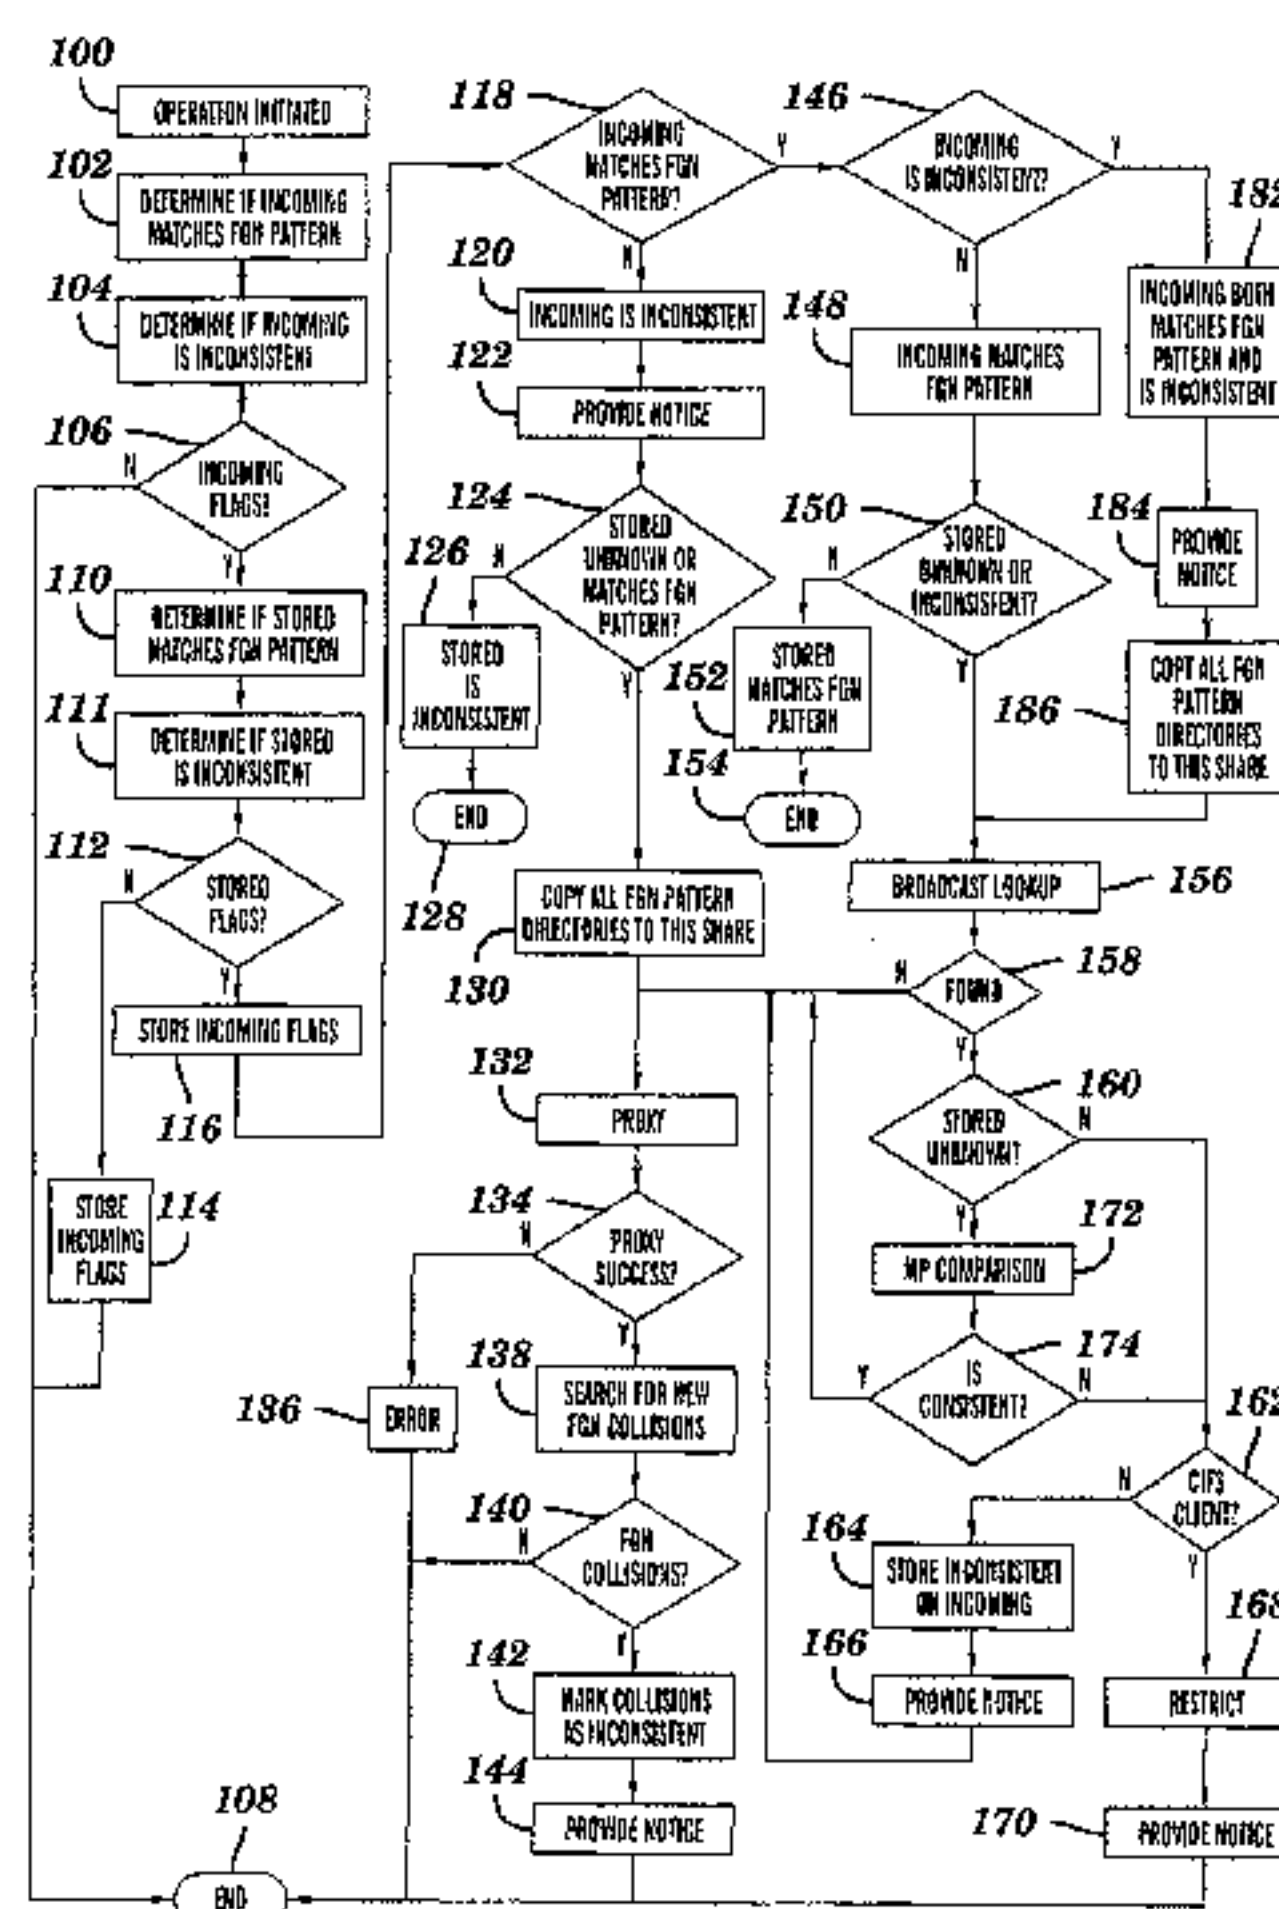 100
OPERATION INITIATED
102
DETERMINE IF INCOMING
MATCHES FGN PATTERN
104
DETERMINE IF INCOMING
IS INCONSISTENT
106
INCOMING
FLAGS?
N
Y
110
DETERMINE IF STORED
MATCHES FGN PATTERN
111
DETERMINE IF STORED
IS INCONSISTENT
112
STORED
FLAGS?
N
Y
STORE INCOMING FLAGS
116
STORE
INCOMING
FLAGS
114
108
END
118
INCOMING
MATCHES FGN
PATTERN?
Y
N
120
INCOMING IS INCONSISTENT
122
PROVIDE NOTICE
124
STORED
UNKNOWN OR
MATCHES FGN
PATTERN?
N
Y
126
STORED
IS
INCONSISTENT
END
128
COPY ALL FGN PATTERN
DIRECTORIES TO THIS SHARE
130
132
PROXY
134
PROXY
SUCCESS?
N
Y
136
ERROR
138
SEARCH FOR NEW
FGN COLLISIONS
140
FGN
COLLISIONS?
N
Y
142
MARK COLLISIONS
AS INCONSISTENT
144
PROVIDE NOTICE
146
INCOMING
IS INCONSISTENT?
Y
N
148
INCOMING MATCHES
FGN PATTERN
150
STORED
UNKNOWN OR
INCONSISTENT?
N
Y
152
STORED
MATCHES FGN
PATTERN
154
END
182
INCOMING BOTH
MATCHES FGN
PATTERN AND
IS INCONSISTENT
184
PROVIDE
NOTICE
186
COPY ALL FGN
PATTERN
DIRECTORIES
TO THIS SHARE
BROADCAST LOOKUP
156
158
FOUND
N
Y
160
STORED
UNKNOWN?
N
Y
172
MP COMPARISON
174
IS
CONSISTENT?
Y
N
162
CIFS
CLIENT?
N
Y
164
STORE INCONSISTENT
ON INCOMING
166
PROVIDE NOTICE
168
RESTRICT
170
PROVIDE NOTICE